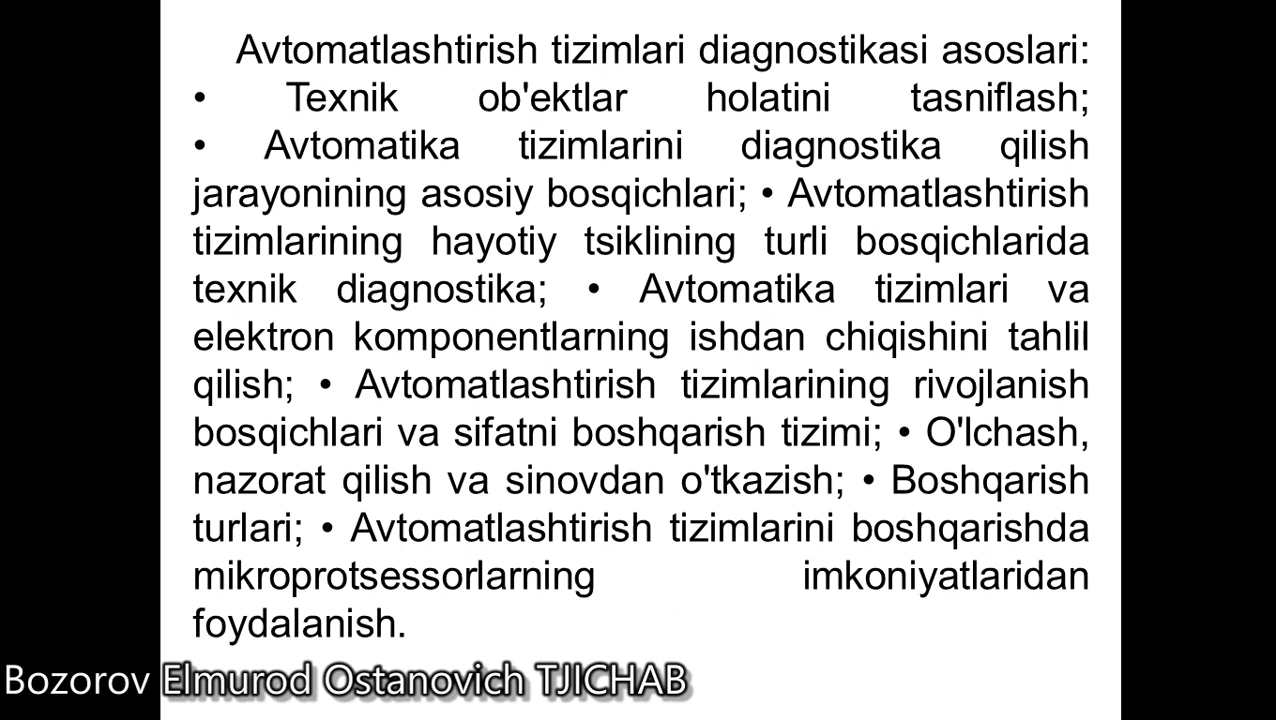 Avtomatlashtirish tizimlari diagnostikasi asoslari:
• Texnik ob'ektlar holatini tasniflash;
• Avtomatika tizimlarini diagnostika qilish
jarayonining asosiy bosqichlari; • Avtomatlashtirish
tizimlarining hayotiy tsiklining turli bosqichlarida
texnik diagnostika; • Avtomatika tizimlari va
elektron komponentlarning ishdan chiqishini tahlil
qilish; • Avtomatlashtirish tizimlarining rivojlanish
bosqichlari va sifatni boshqarish tizimi; • O'lchash,
nazorat qilish va sinovdan o'tkazish; • Boshqarish
turlari; • Avtomatlashtirish tizimlarini boshqarishda
mikroprotsessorlarning imkoniyatlaridan
foydalanish.
Bozorov Elmurod Ostanovich TJICHAB